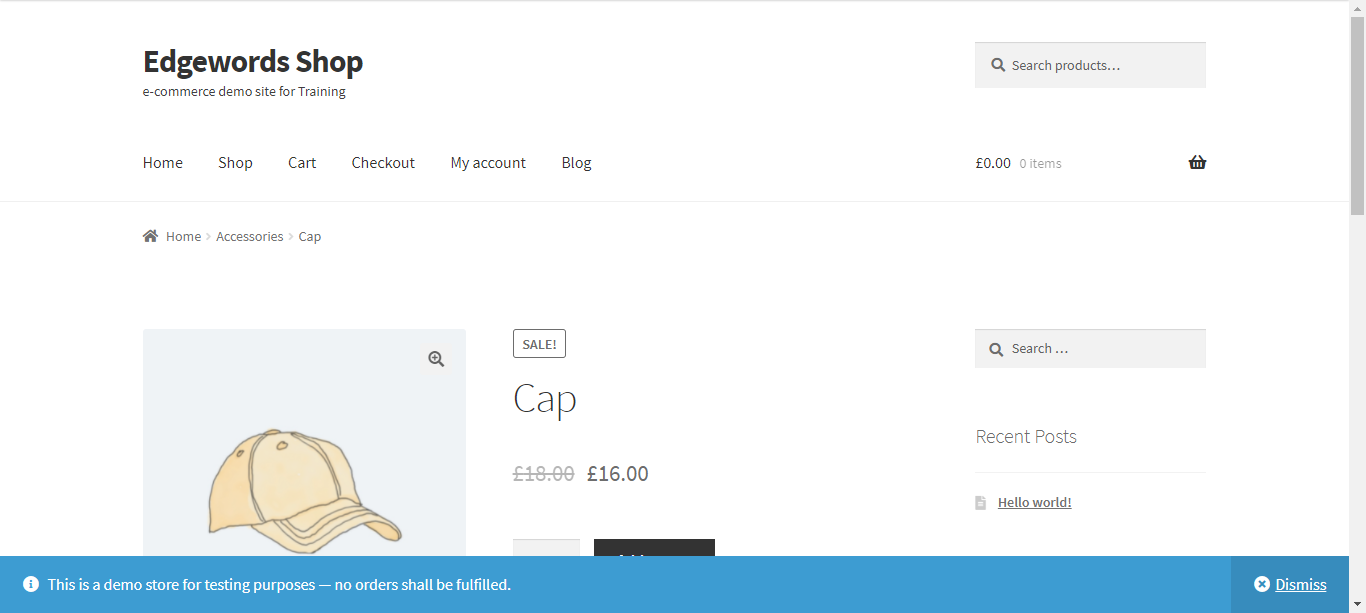 Edgewords Shop
e-commerce demo site for Training
Search products…
Home Shop Cart Checkout My account Blog
£0.00 0 items
Home Accessories Cap
SALE!
Cap
£18.00 £16.00
Search …
Recent Posts
Hello world!
This is a demo store for testing purposes — no orders shall be fulfilled.
Dismiss